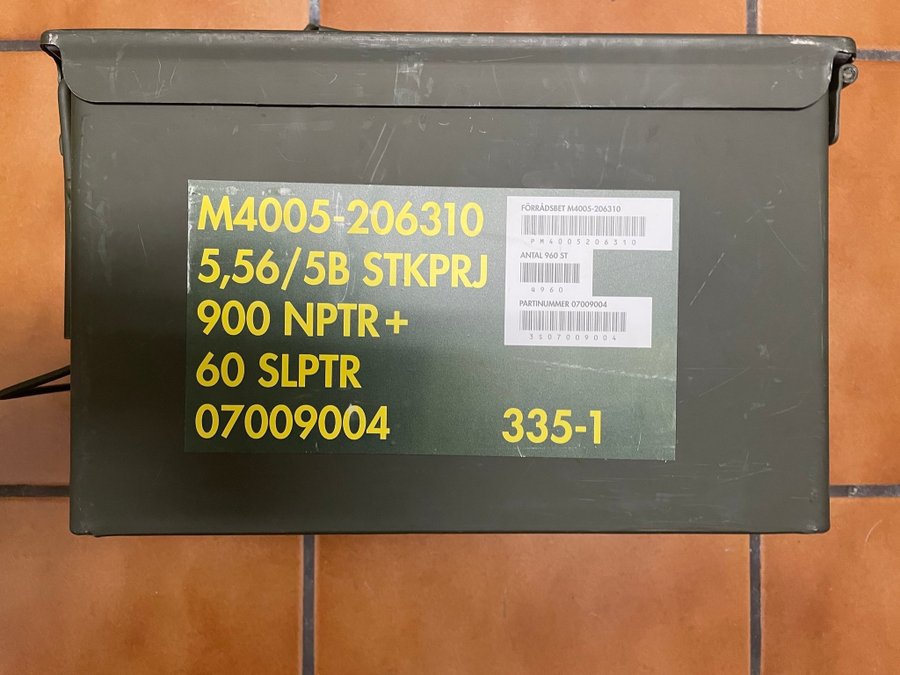 M4005-206310
5,56/5B STKPRJ
900 NPTR+
60 SLPTR
07009004
335-1
FÖRRÅDSBET M4005-206310
PM4005206310
ANTAL 960 ST
Q960
PARTINUMMER 07009004
3S07009004